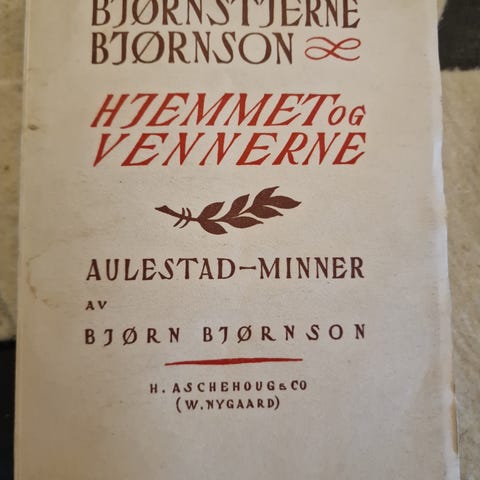 BJØRNSTJERNE
BJØRNSON
HJEMMET OG
VENNERNE
AULESTAD-MINNER
AV
BJØRN BJØRNSON
H. ASCHEHOUG & CO
(W. NYGAARD)